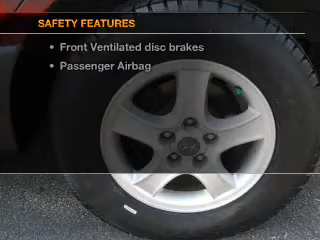 SAFETY FEATURES
• Front Ventilated disc brakes
• Passenger Airbag